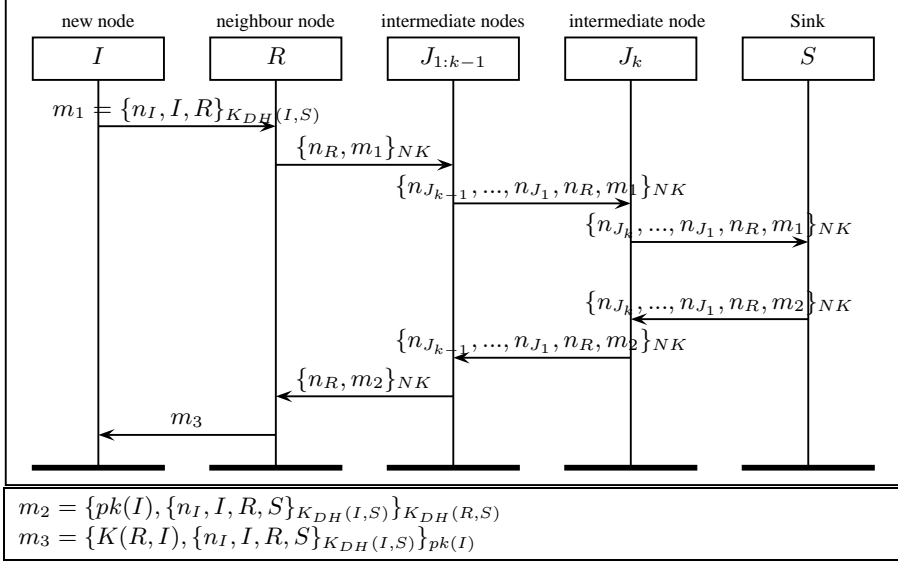 new node neighbour node intermediate nodes intermediate node Sink
I R J_{1:k−1} J_k S
m_1 = {n_I, I, R}_{K_{DH}(I,S)}
{n_R, m_1}_{NK}
{n_{J_{k−1}}, ..., n_{J_1}, n_R, m_1}_{NK}
{n_{J_k}, ..., n_{J_1}, n_R, m_1}_{NK}
{n_{J_k}, ..., n_{J_1}, n_R, m_2}_{NK}
{n_{J_{k−1}}, ..., n_{J_1}, n_R, m_2}_{NK}
{n_R, m_2}_{NK}
m_3
m_2 = {pk(I), {n_I, I, R, S}_{K_{DH}(I,S)}}_{K_{DH}(R,S)}
m_3 = {K(R, I), {n_I, I, R, S}_{K_{DH}(I,S)}}_{pk(I)}